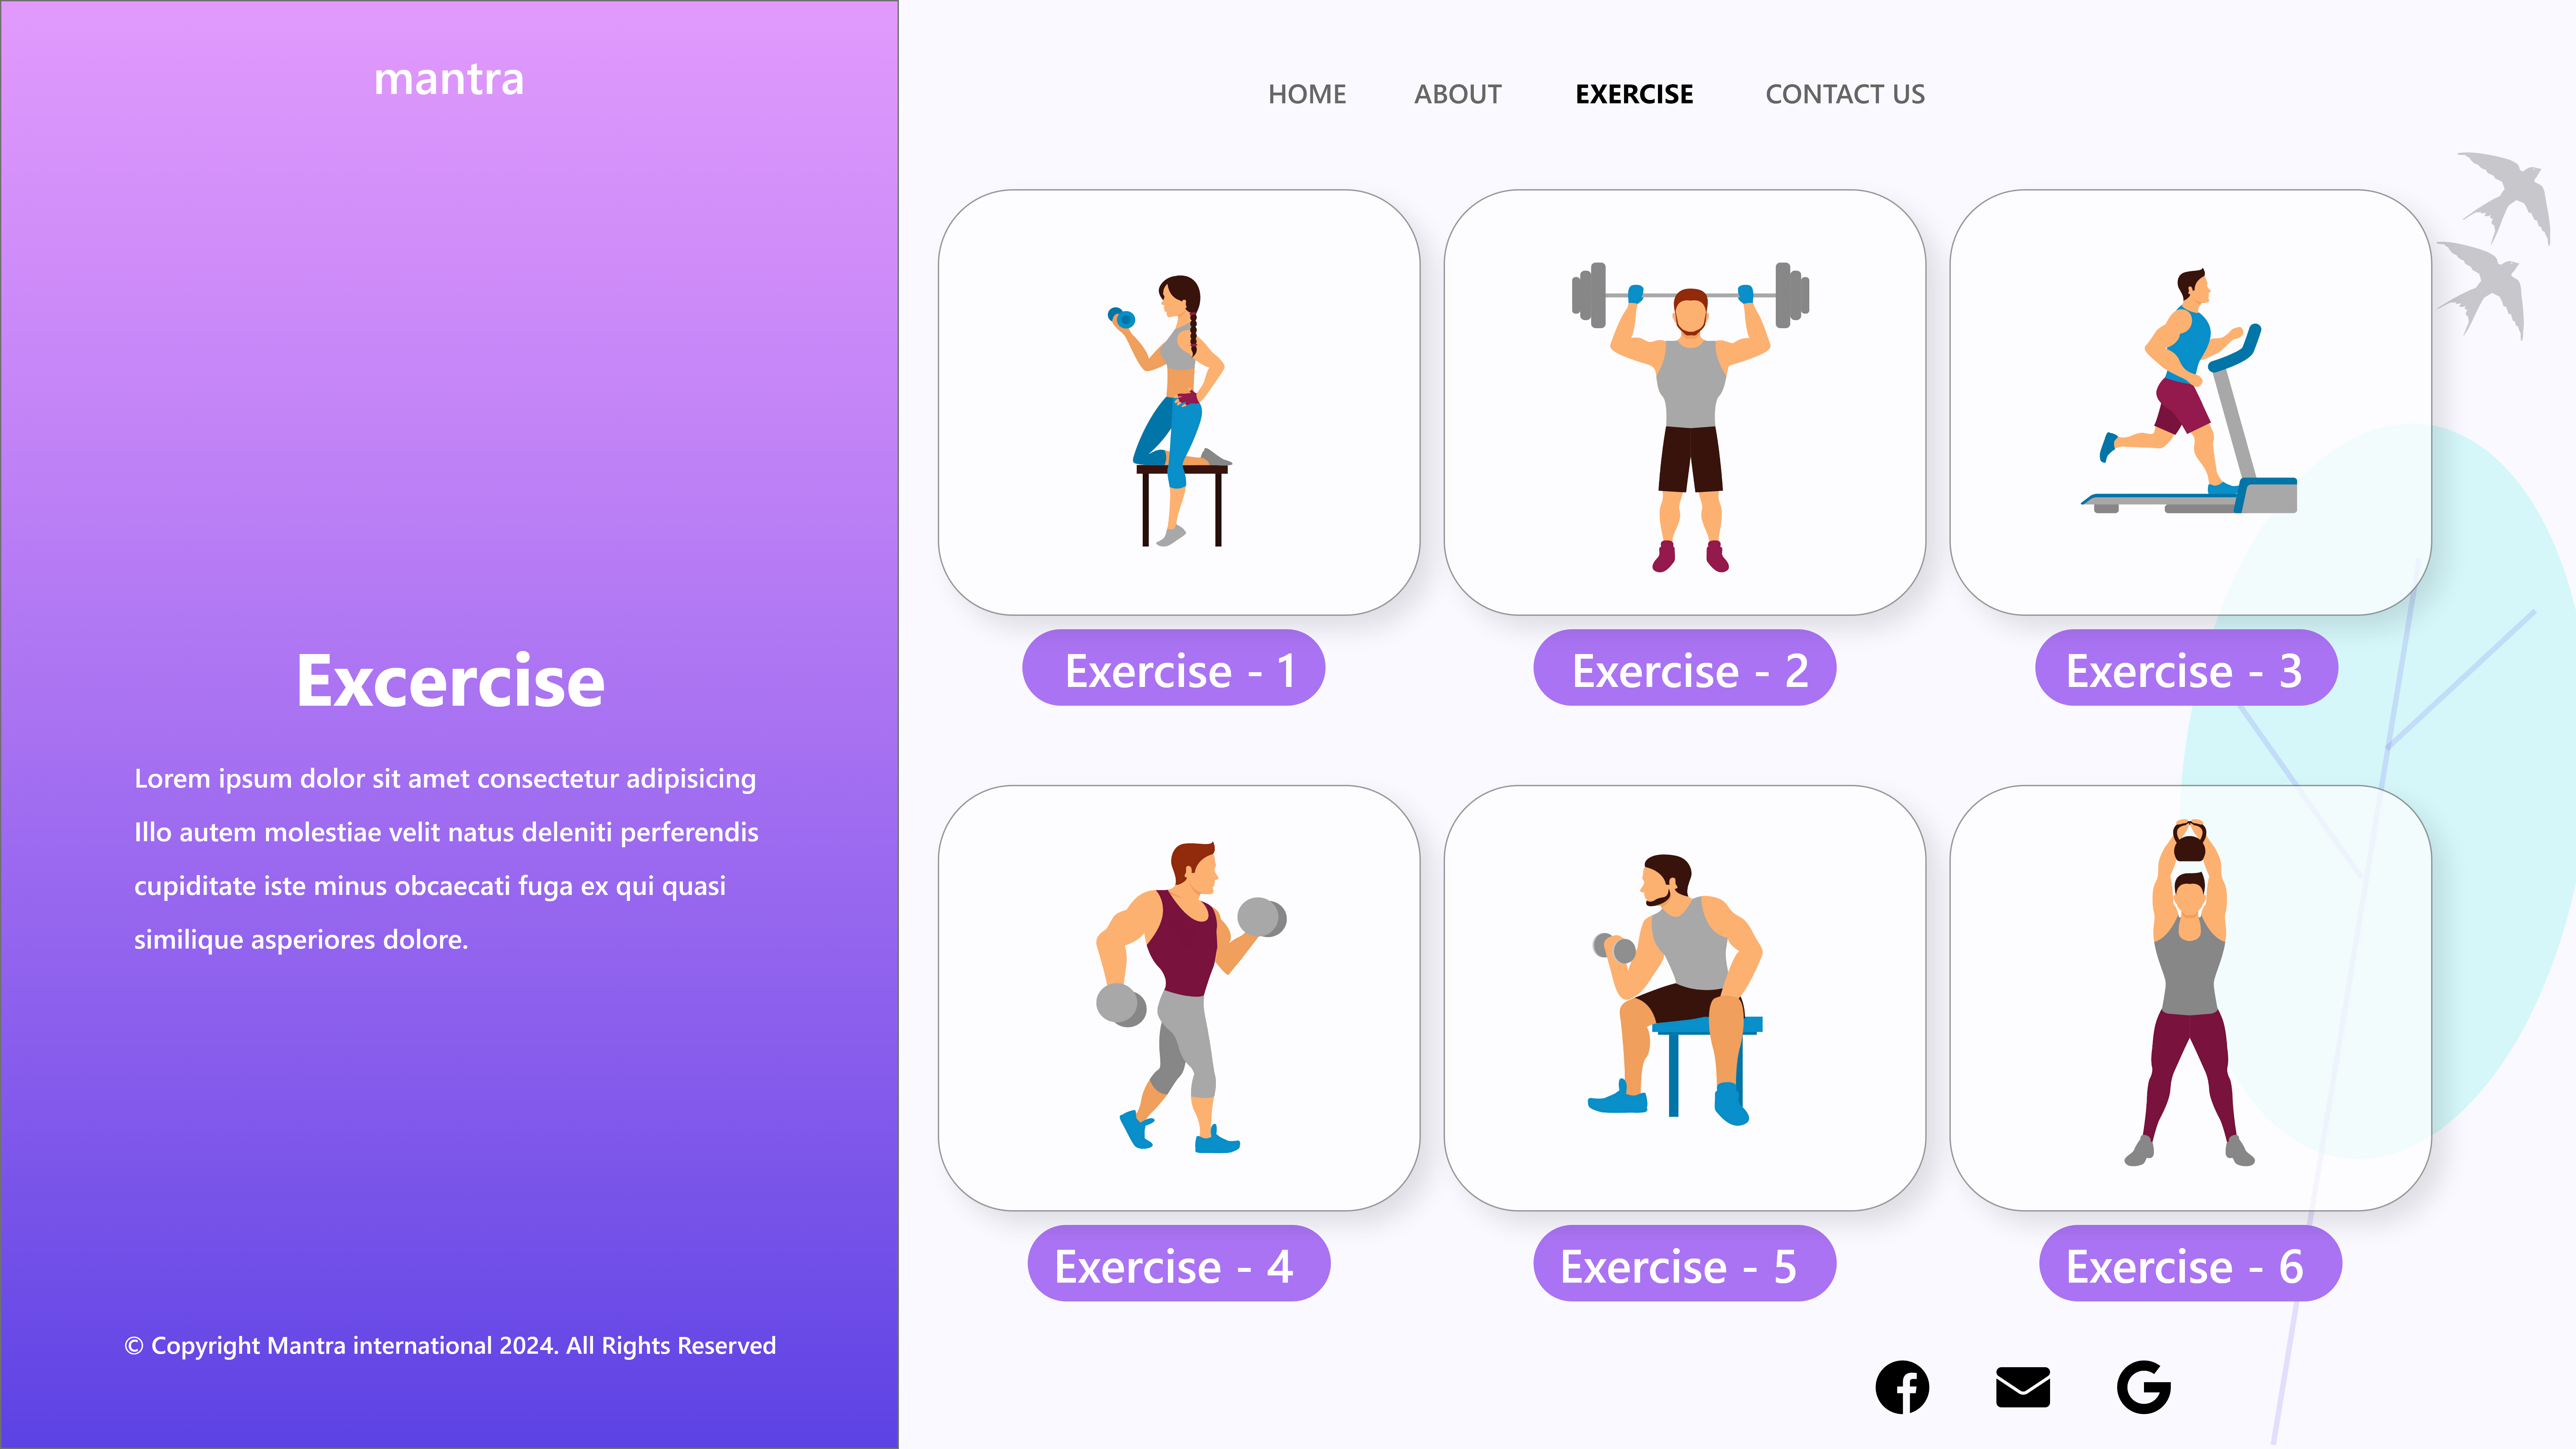 mantra
HOME
ABOUT
EXERCISE
CONTACT US
Excercise
Lorem ipsum dolor sit amet consectetur adipisicing
Illo autem molestiae velit natus deleniti perferendis
cupiditate iste minus obcaecati fuga ex qui quasi
similique asperiores dolore.
© Copyright Mantra international 2024. All Rights Reserved
Exercise - 1
Exercise - 2
Exercise - 3
Exercise - 4
Exercise - 5
Exercise - 6